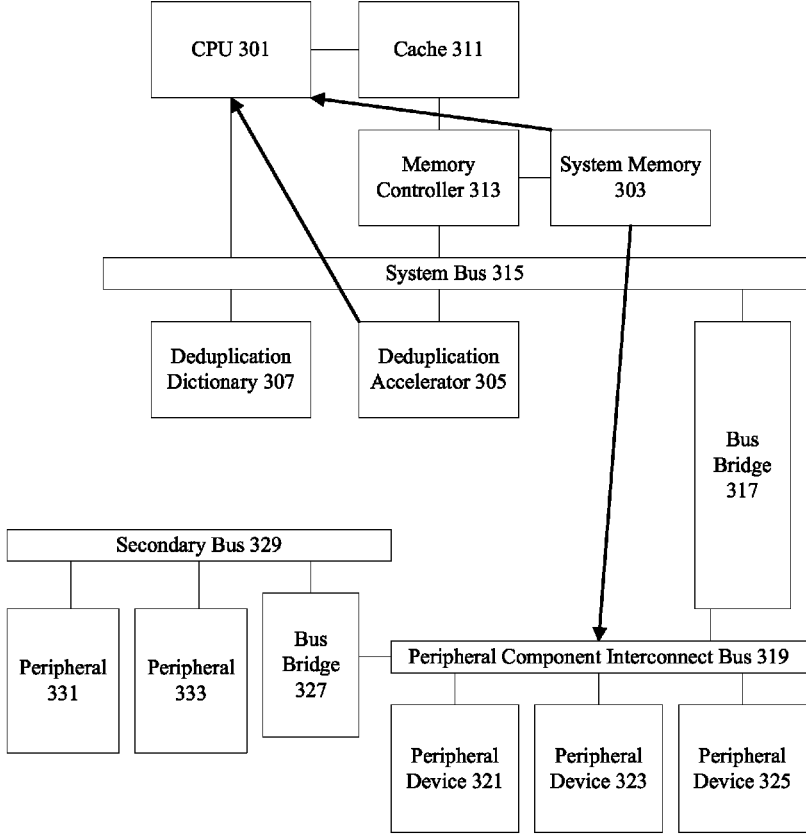 CPU 301
Cache 311
Memory
Controller 313
System Memory
303
System Bus 315
Deduplication
Dictionary 307
Deduplication
Accelerator 305
Bus
Bridge
317
Secondary Bus 329
Peripheral
331
Peripheral
333
Bus
Bridge
327
Peripheral Component Interconnect Bus 319
Peripheral
Device 321
Peripheral
Device 323
Peripheral
Device 325